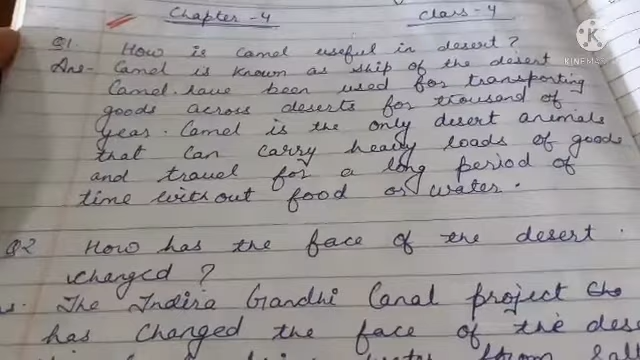 Chapter-4 Class-4
Q1. How is camel useful in desert?
Ans- Camel is known as ship of the desert
Camel have been used for transporting
goods across deserts for thousand of
year. Camel is the only desert animals
that can carry heavy loads of goods
and travel for a long period of
time without food or water.
Q2 How has the face of the desert
changed?
s. The Indira Gandhi Canal project
has changed the face of the dese
KINEMA